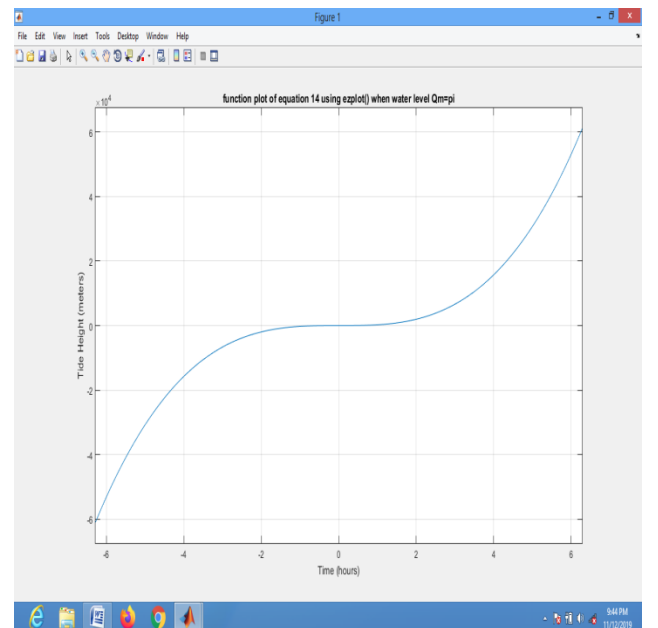 Figure 1
File Edit View Insert Tools Desktop Window Help
function plot of equation 14 using ezplot() when water level Qm=pi
×10⁴
6
4
2
0
-2
-4
-6
Tide Height (meters)
-6 -4 -2 0 2 4 6
Time (hours)
9:44 PM
11/12/2019